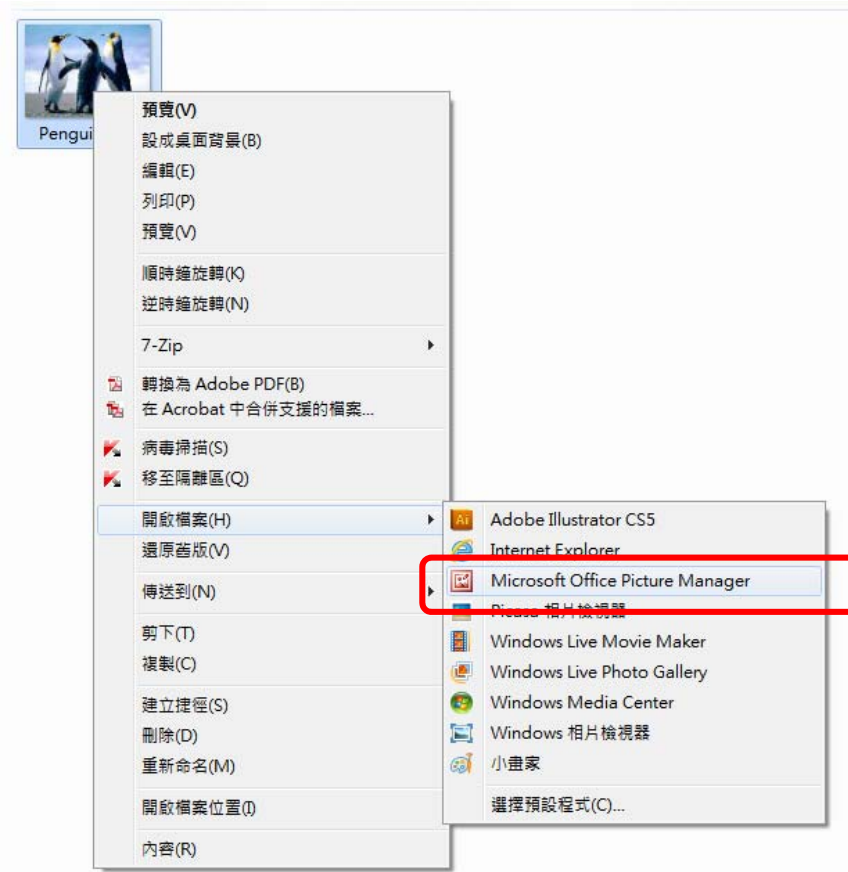 Pengui
預覽(V)
設成桌面背景(B)
編輯(E)
列印(P)
預覽(V)
順時鐘旋轉(K)
逆時鐘旋轉(N)
7-Zip
轉換為 Adobe PDF(B)
在 Acrobat 中合併支援的檔案...
病毒掃描(S)
移至隔離區(Q)
開啟檔案(H)
還原舊版(V)
傳送到(N)
剪下(T)
複製(C)
建立捷徑(S)
刪除(D)
重新命名(M)
開啟檔案位置(I)
內容(R)
Adobe Illustrator CS5
Internet Explorer
Microsoft Office Picture Manager
Picasa 相片檢視器
Windows Live Movie Maker
Windows Live Photo Gallery
Windows Media Center
Windows 相片檢視器
小畫家
選擇預設程式(C)...